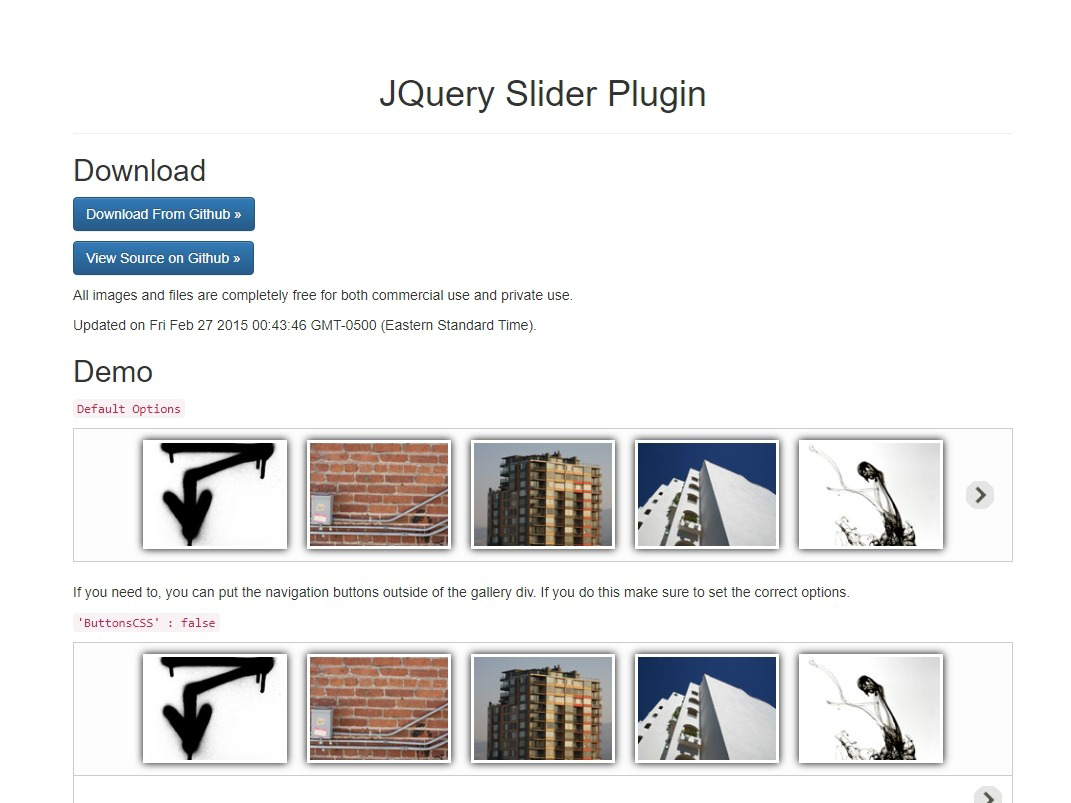 JQuery Slider Plugin
Download
Download From Github »
View Source on Github »
All images and files are completely free for both commercial use and private use.
Updated on Fri Feb 27 2015 00:43:46 GMT-0500 (Eastern Standard Time).
Demo
Default Options
If you need to, you can put the navigation buttons outside of the gallery div. If you do this make sure to set the correct options.
'ButtonsCSS' : false